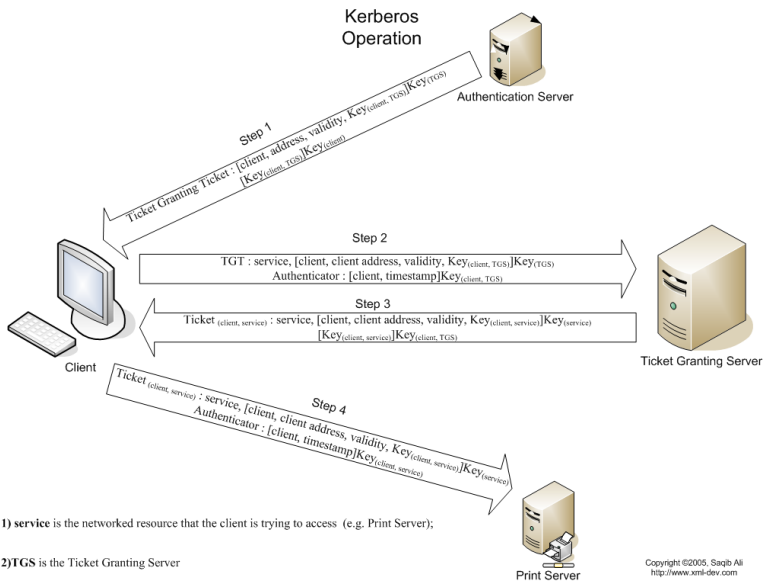 Kerberos
Operation
Authentication Server
Step 1
Ticket Granting Ticket : [client, address, validity, Key(client, TGS)]Key(TGS)
[Key(client, TGS)]Key(client)
Step 2
TGT : service, [client, client address, validity, Key(client, TGS)]Key(TGS)
Authenticator : [client, timestamp]Key(client, TGS)
Step 3
Ticket (client, service) : service, [client, client address, validity, Key(client, service)]Key(service)
[Key(client, service)]Key(client, TGS)
Ticket Granting Server
Client
Step 4
Ticket (client, service) : service, [client, client address, validity, Key(client, service)]Key(service)
Authenticator : [client, timestamp]Key(client, service)
1) service is the networked resource that the client is trying to access (e.g. Print Server);
2)TGS is the Ticket Granting Server
Print Server
Copyright ©2005, Saqib Ali
http://www.xml-dev.com